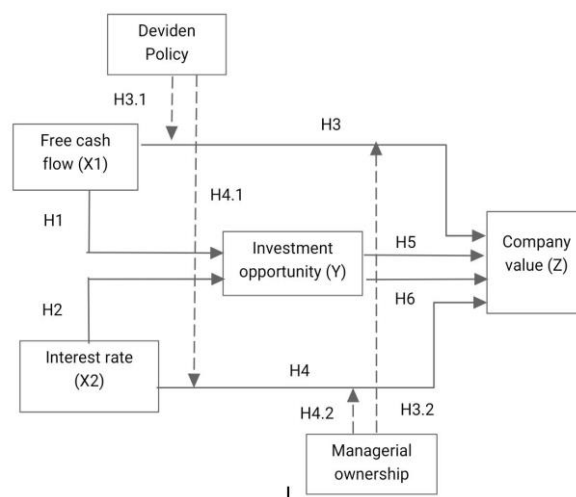 Deviden
Policy
H3.1
H3
Free cash
flow (X1)
H4.1
H1
Investment
opportunity (Y)
H5
Company
value (Z)
H2
H6
Interest rate
(X2)
H4
H4.2
H3.2
Managerial
ownership